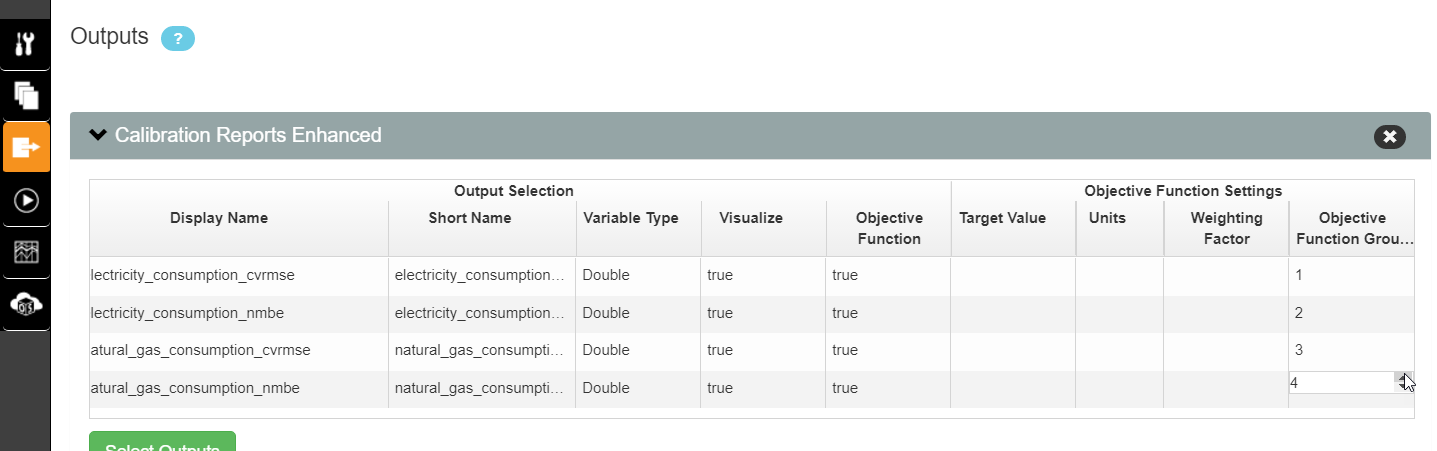 Outputs ?
Calibration Reports Enhanced
Output Selection Objective Function Settings
Display Name Short Name Variable Type Visualize Objective Function Target Value Units Weighting Factor Objective Function Grou...
lectricity_consumption_cvrmse electricity_consumption... Double true true 1
lectricity_consumption_nmbe electricity_consumption... Double true true 2
atural_gas_consumption_cvrmse natural_gas_consumpti... Double true true 3
atural_gas_consumption_nmbe natural_gas_consumpti... Double true true 4
Select Outputs